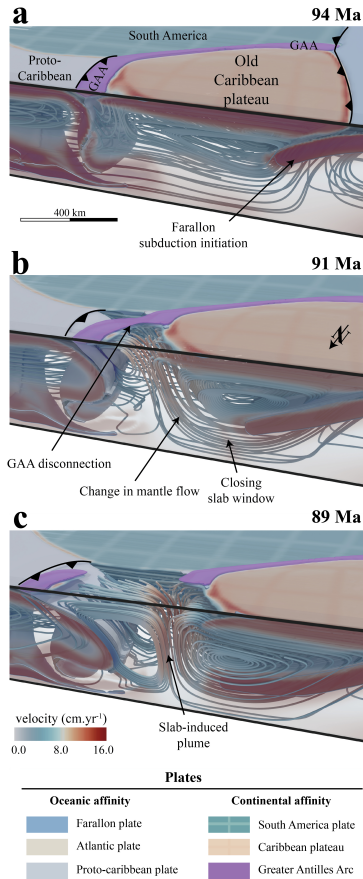 a
94 Ma
South America
Proto-
Caribbean
GAA
GAA
Old
Caribbean
plateau
400 km
Farallon
subduction initiation
b
91 Ma
N
GAA disconnection
Change in mantle flow
Closing
slab window
c
89 Ma
velocity (cm.yr-1)
0.0 8.0 16.0
Slab-induced
plume
Plates
Oceanic affinity
Continental affinity
Farallon plate
South America plate
Atlantic plate
Caribbean plateau
Proto-caribbean plate
Greater Antilles Arc